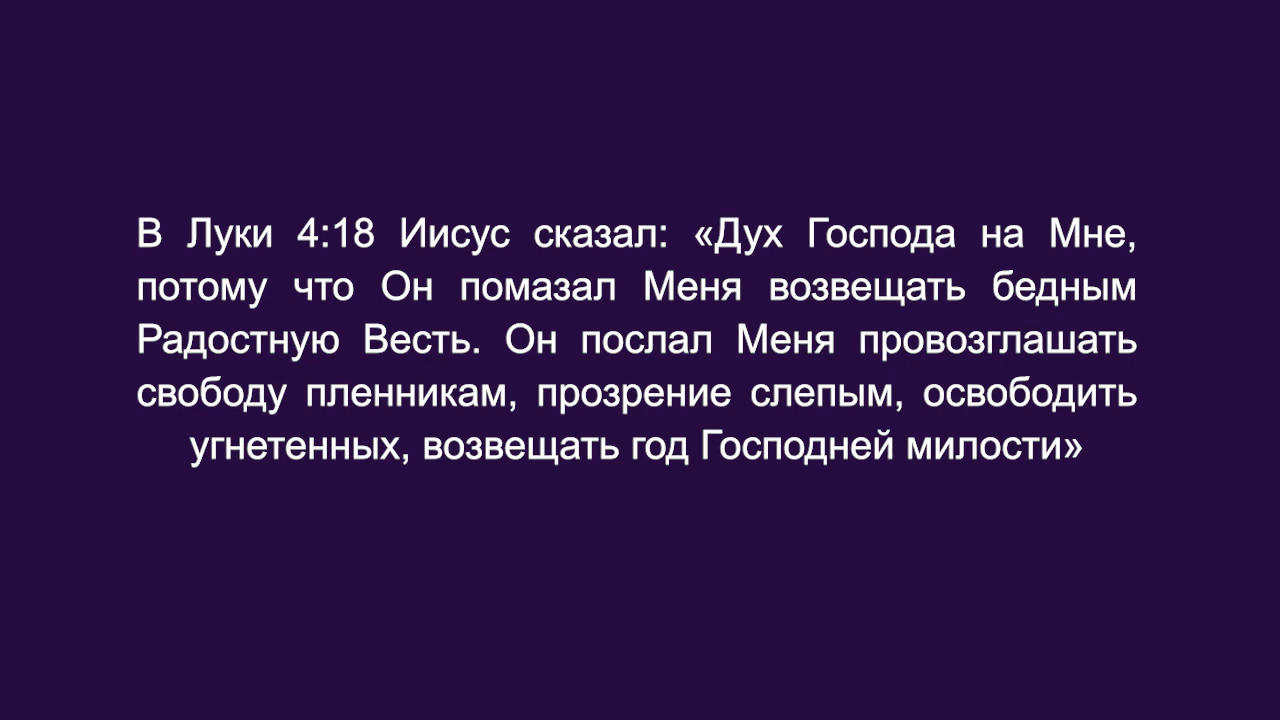 В Луки 4:18 Иисус сказал: «Дух Господа на Мне,
потому что Он помазал Меня возвещать бедным
Радостную Весть. Он послал Меня провозглашать
свободу пленникам, прозрение слепым, освободить
угнетенных, возвещать год Господней милости»